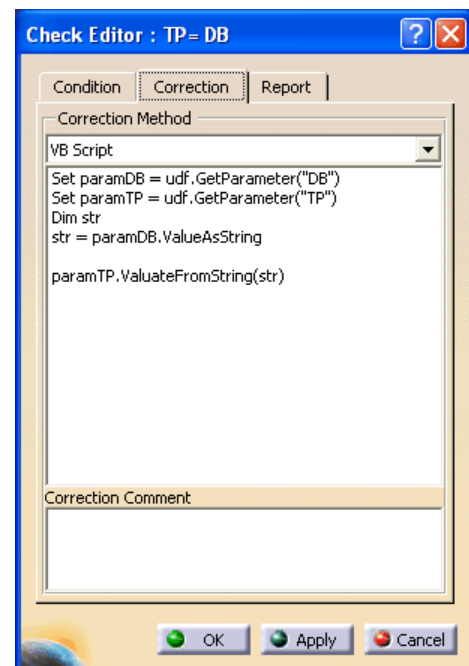 Check Editor : TP= DB
?
X
Condition Correction Report
Correction Method
VB Script
Set paramDB = udf.GetParameter("DB")
Set paramTP = udf.GetParameter("TP")
Dim str
str = paramDB.ValueAsString
paramTP.ValuateFromString(str)
Correction Comment
OK Apply Cancel